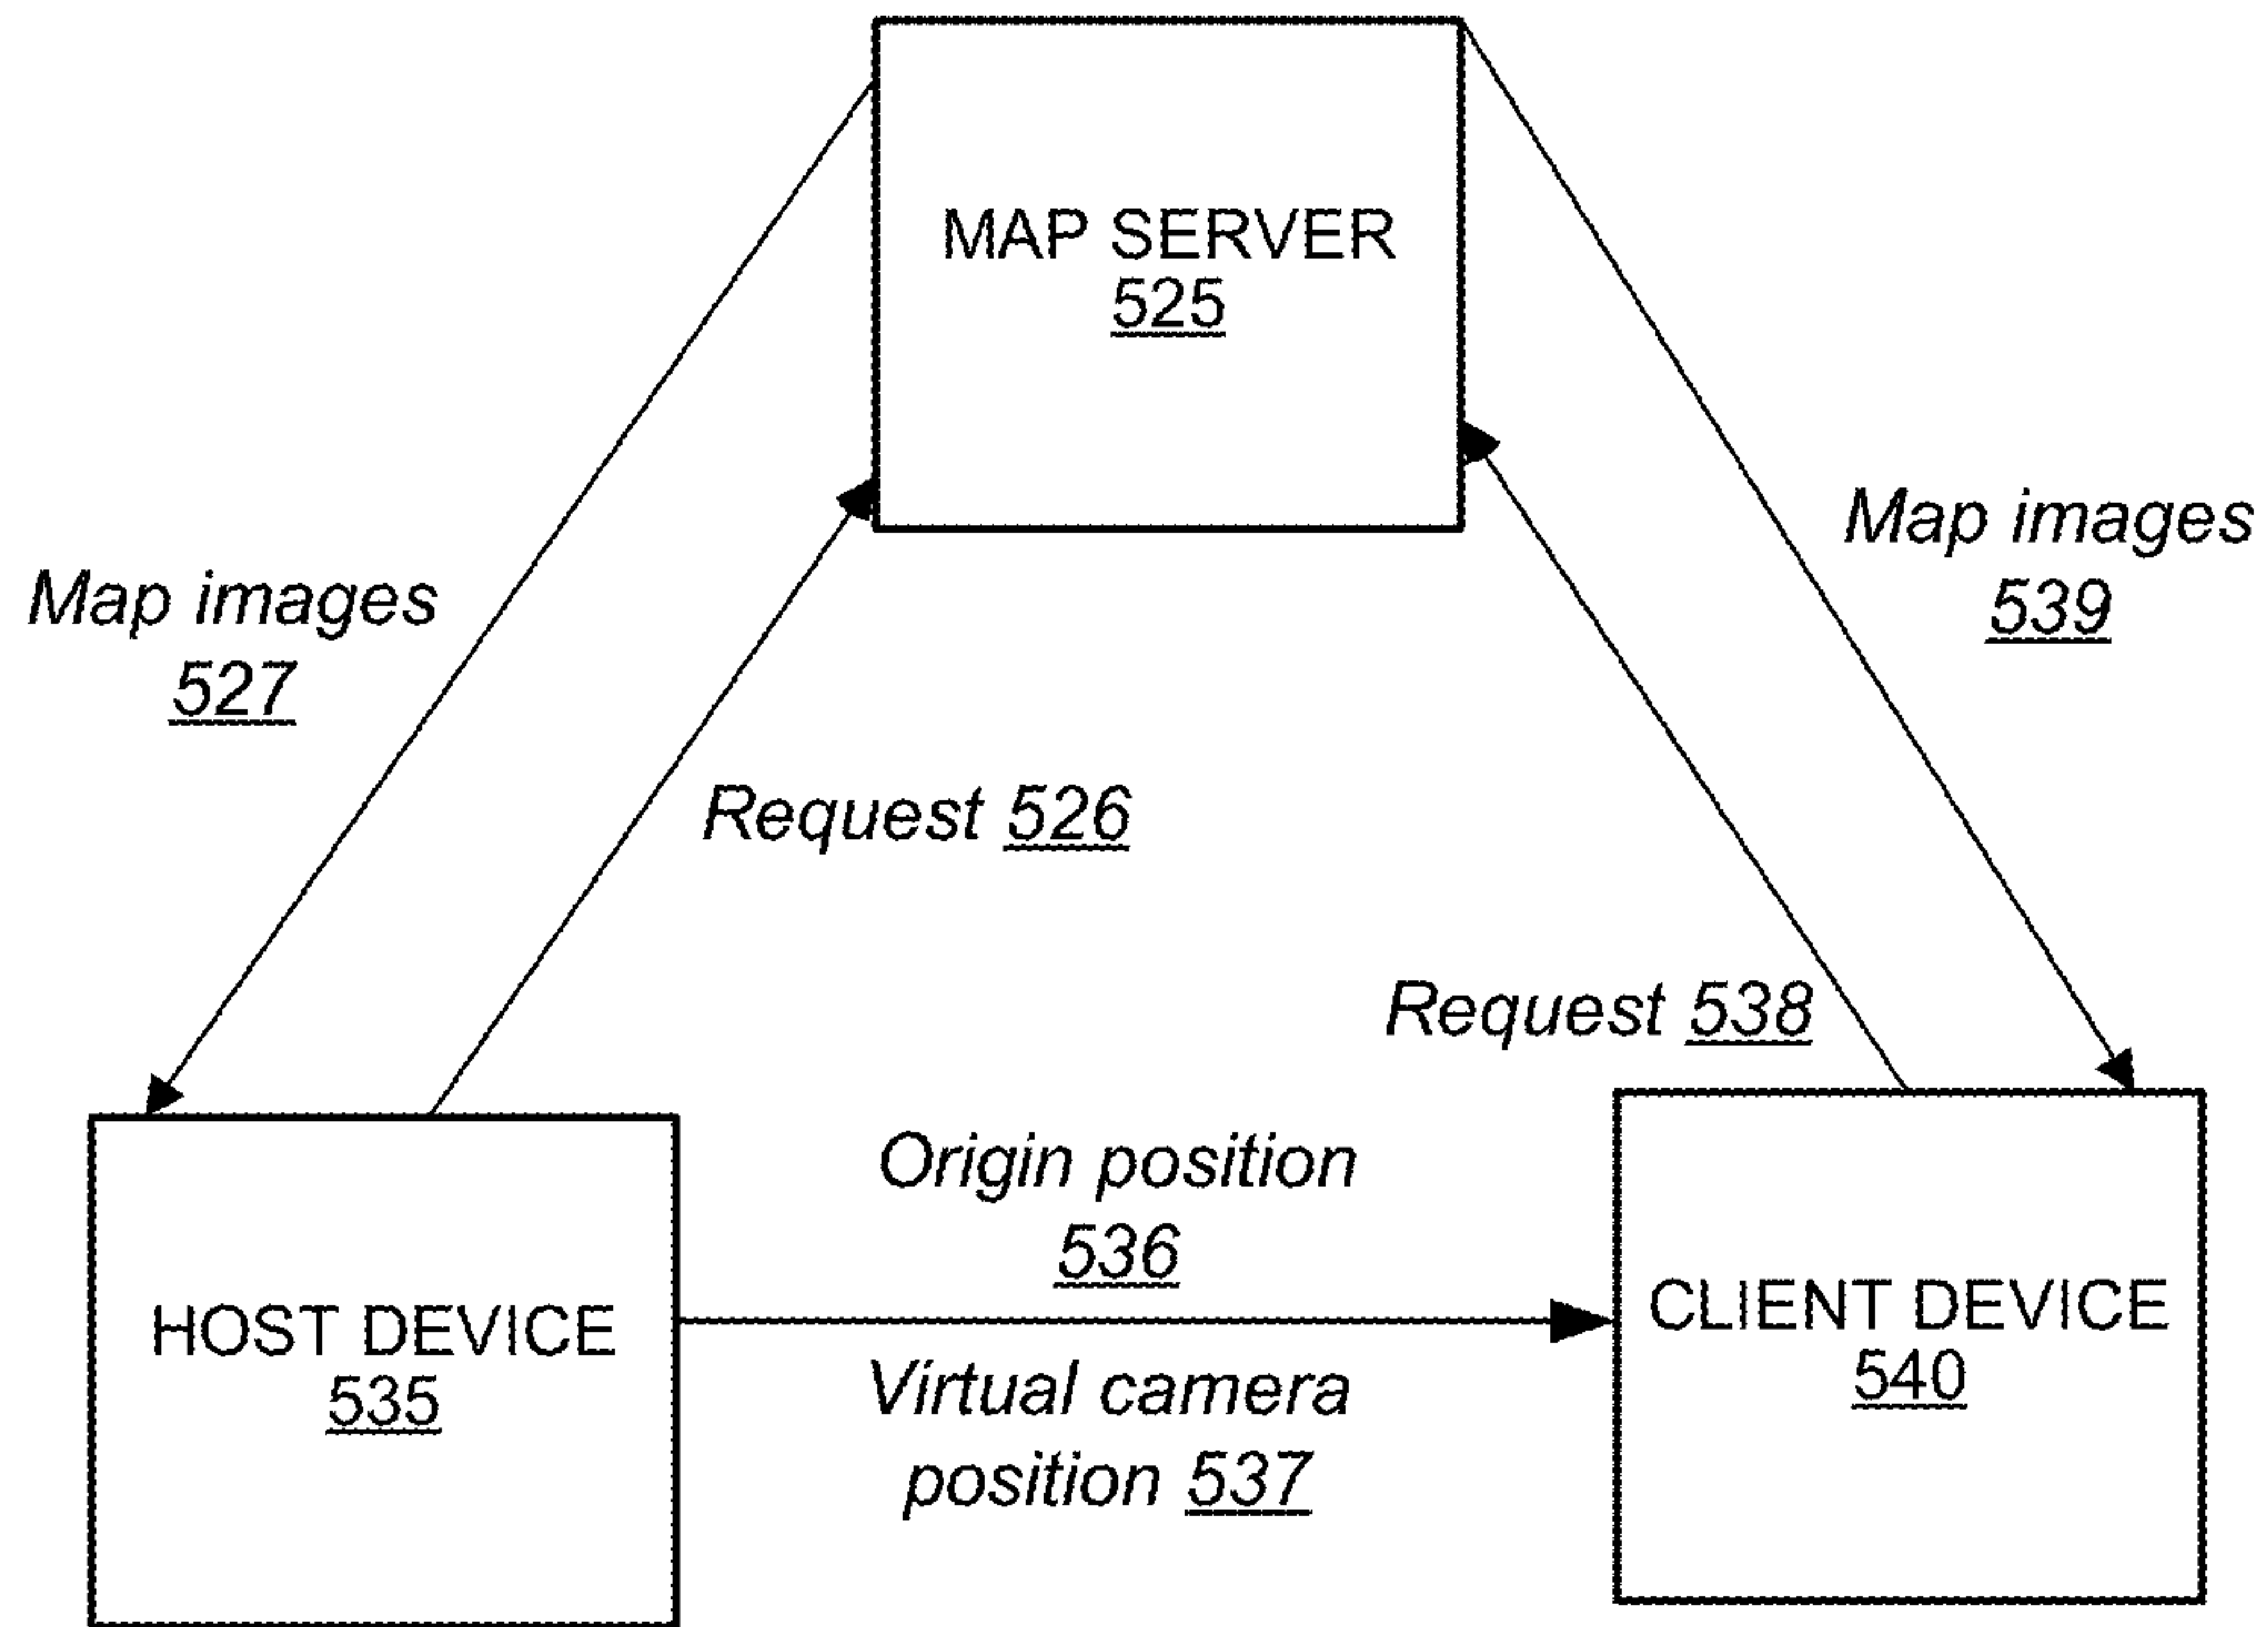 MAP SERVER
525
Map images
539
Map images
527
Request 526
Request 538
Origin position
536
HOST DEVICE
535
CLIENT DEVICE
540
Virtual camera
position 537